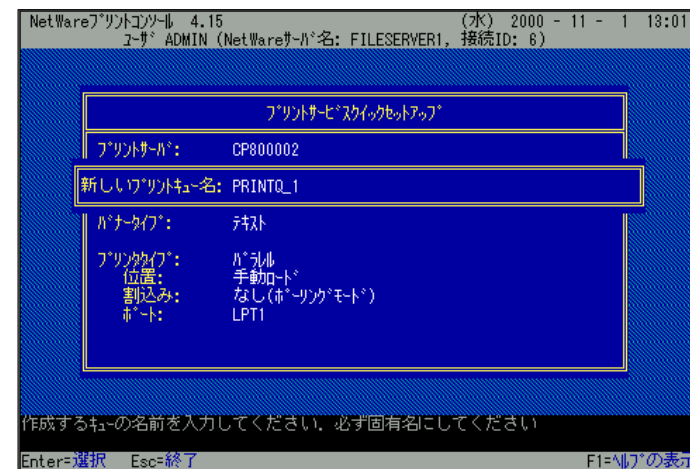 NetWareﾌﾟﾘﾝﾄｺﾝｿｰﾙ 4.15 (水) 2000 - 11 - 1 13:01
ﾕｰｻﾞ ADMIN (NetWareｻｰﾊﾞ名: FILESERVER1, 接続ID: 6)
ﾌﾟﾘﾝﾄｻｰﾋﾞｽｸｲｯｸｾｯﾄｱｯﾌﾟ
ﾌﾟﾘﾝﾄｻｰﾊﾞ: CP800002
新しいﾌﾟﾘﾝﾄｷｭｰ名: PRINTQ_1
ﾊﾞﾅｰﾀｲﾌﾟ: ﾃｷｽﾄ
ﾌﾟﾘﾝﾀﾀｲﾌﾟ: ﾊﾟﾗﾚﾙ
位置: 手動ﾛｰﾄﾞ
割込み: なし(ﾎﾟｰﾘﾝｸﾞﾓｰﾄﾞ)
ﾎﾟｰﾄ: LPT1
作成するｷｭｰの名前を入力してください. 必ず固有名にしてください
Enter=選択 Esc=終了 F1=ﾍﾙﾌﾟの表示